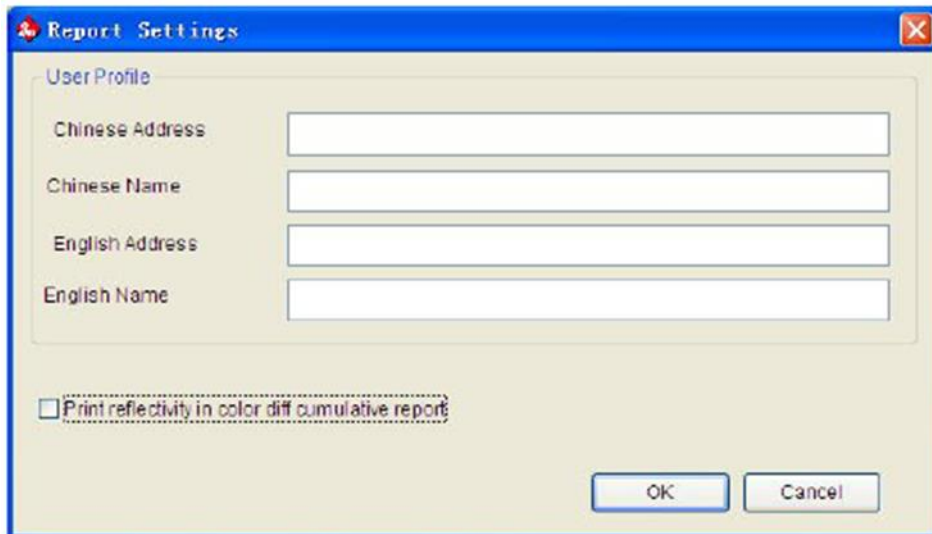 Report Settings
User Profile
Chinese Address
Chinese Name
English Address
English Name
Print reflectivity in color diff cumulative report
OK
Cancel